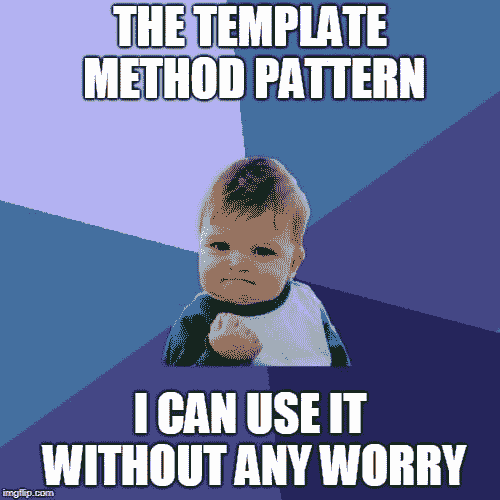 THE TEMPLATE
METHOD PATTERN
I CAN USE IT
WITHOUT ANY WORRY
imgflip.com